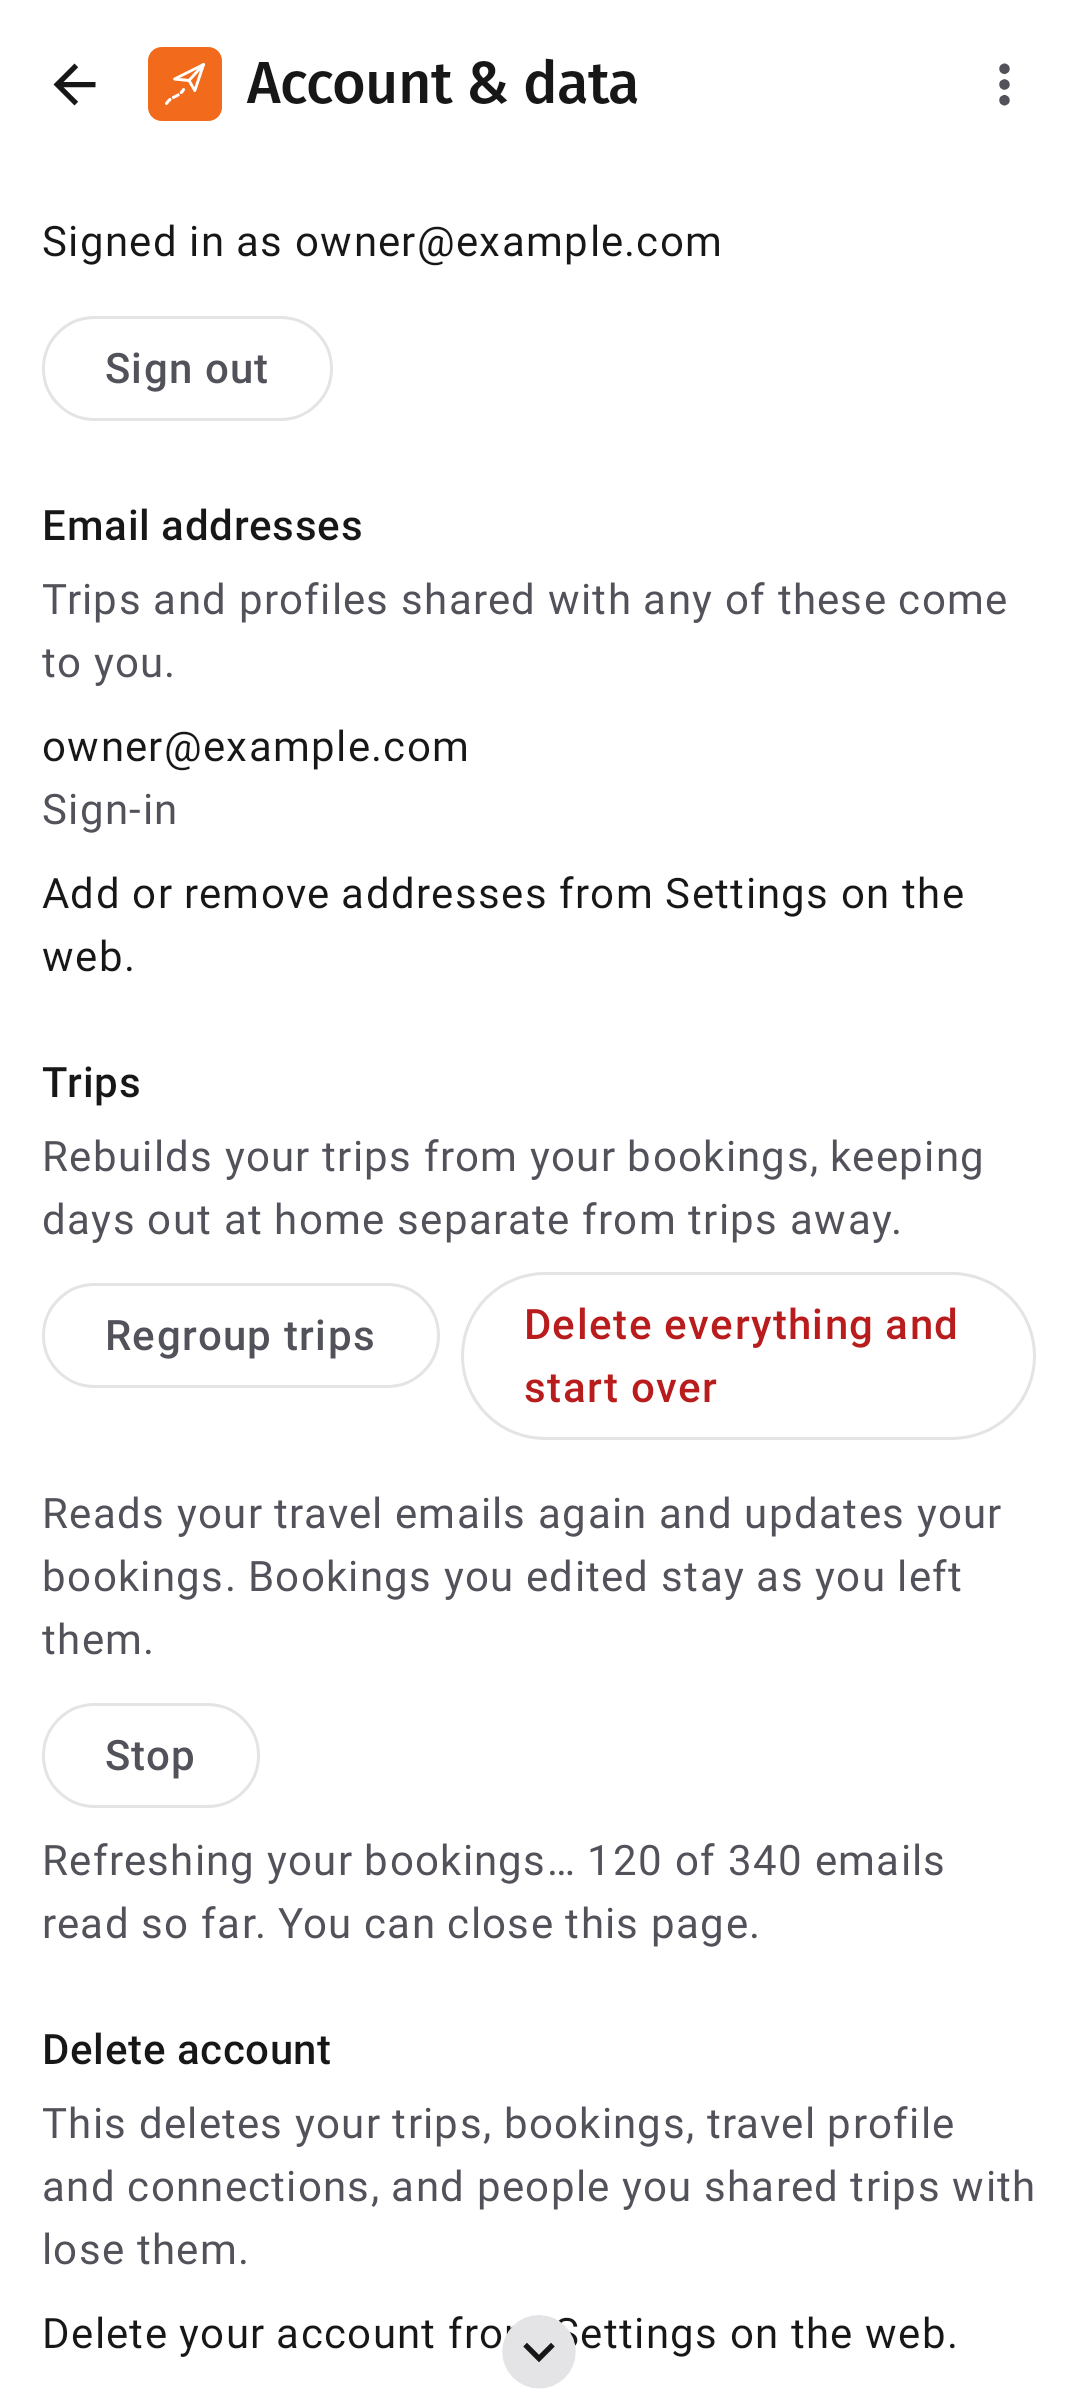 Account & data
Signed in as owner@example.com
Sign out
Email addresses
Trips and profiles shared with any of these come
to you.
owner@example.com
Sign-in
Add or remove addresses from Settings on the
web.
Trips
Rebuilds your trips from your bookings, keeping
days out at home separate from trips away.
Regroup trips
Delete everything and
start over
Reads your travel emails again and updates your
bookings. Bookings you edited stay as you left
them.
Stop
Refreshing your bookings… 120 of 340 emails
read so far. You can close this page.
Delete account
This deletes your trips, bookings, travel profile
and connections, and people you shared trips with
lose them.
Delete your account from Settings on the web.